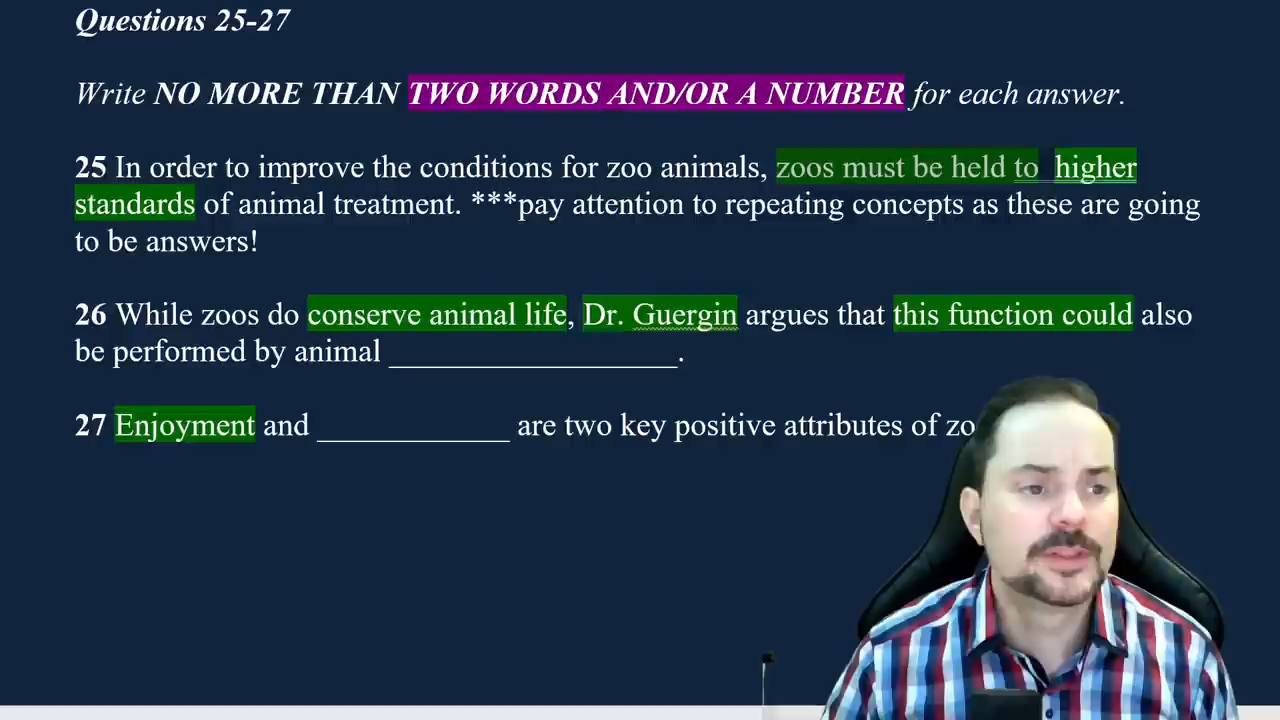 Questions 25-27
Write NO MORE THAN TWO WORDS AND/OR A NUMBER for each answer.
25 In order to improve the conditions for zoo animals, zoos must be held to higher
standards of animal treatment. ***pay attention to repeating concepts as these are going
to be answers!
26 While zoos do conserve animal life, Dr. Guergin argues that this function could also
be performed by animal ___________________.
27 Enjoyment and ____________ are two key positive attributes of